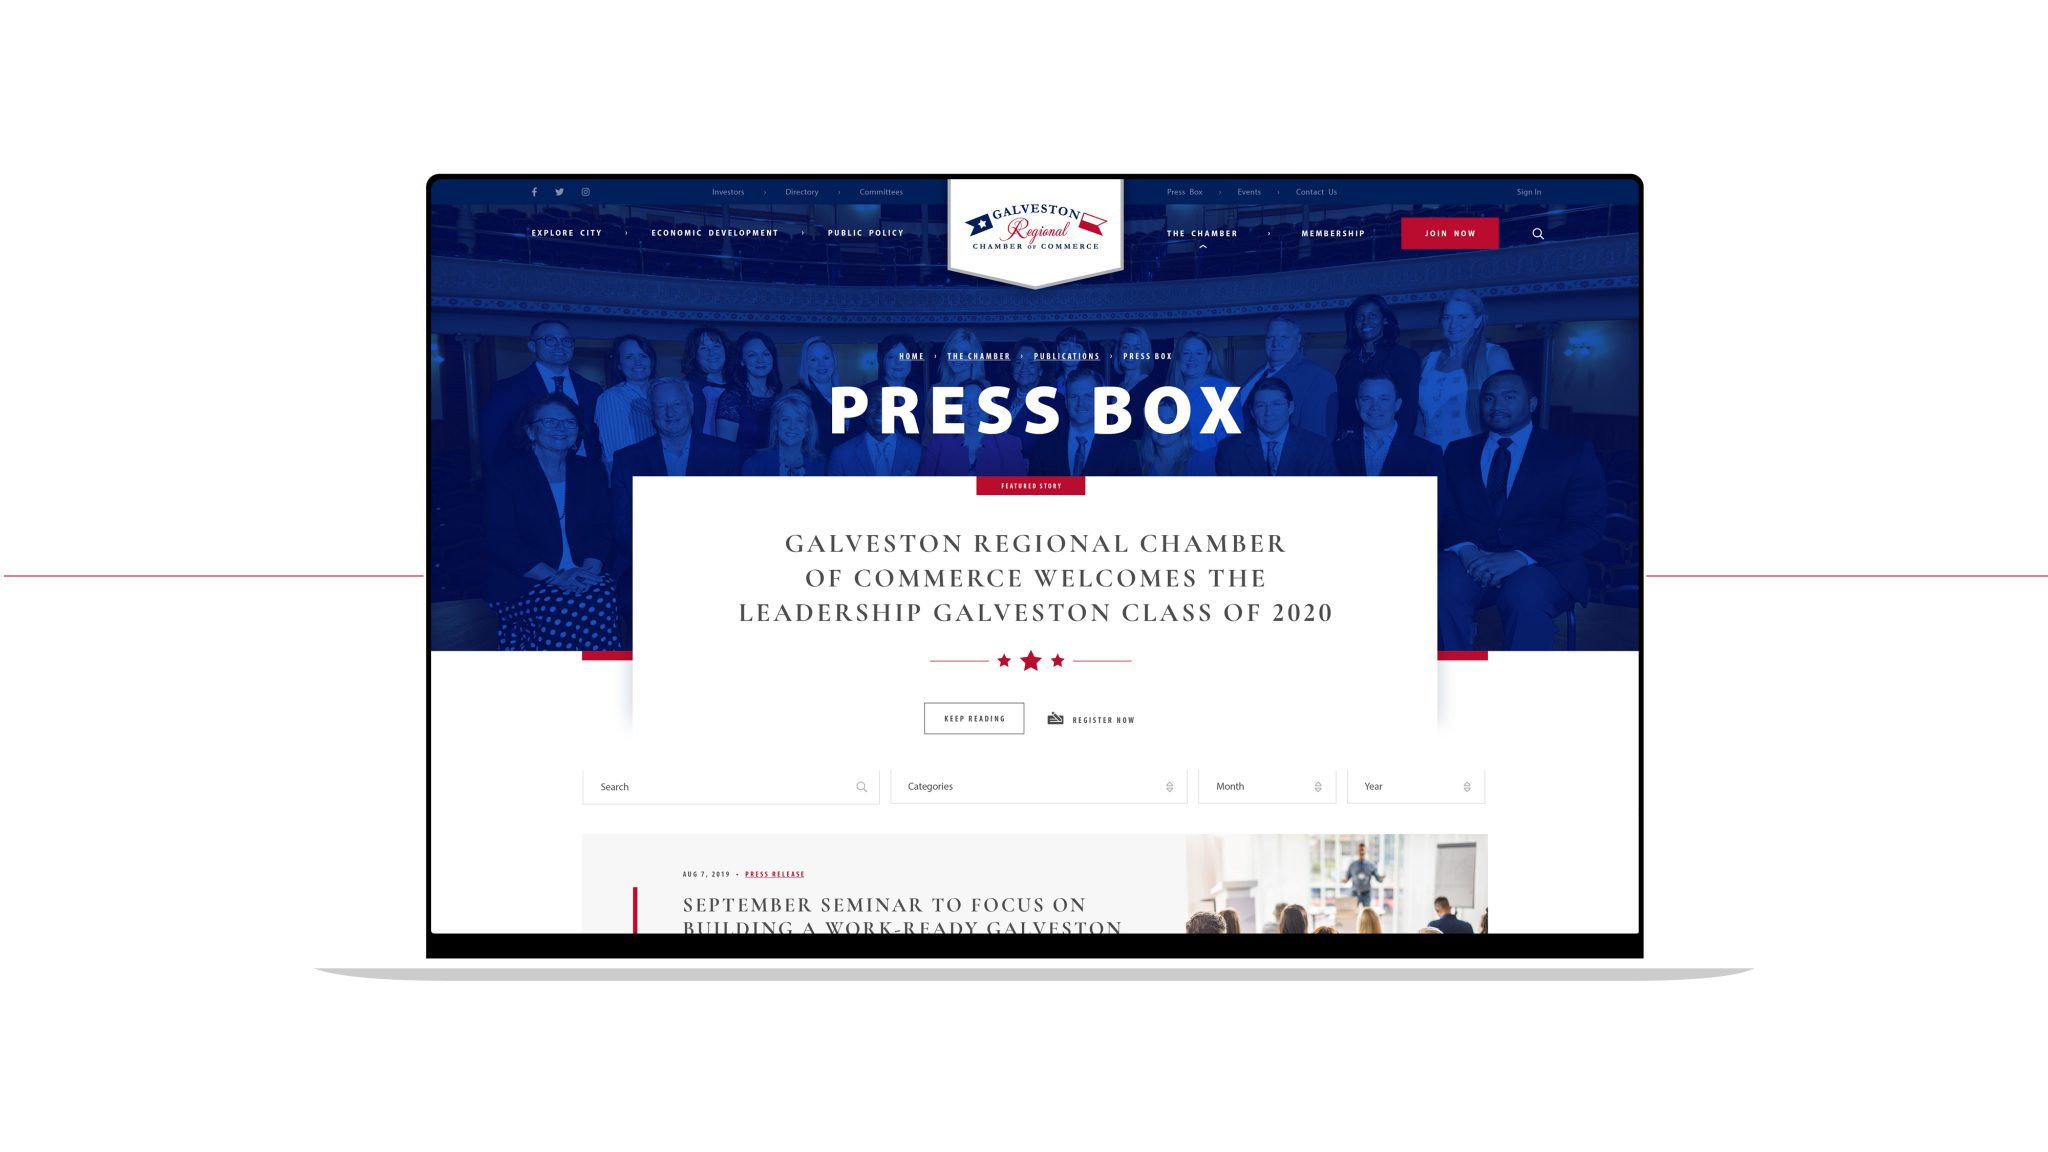 Investors › Directory › Committees
Press Box › Events › Contact Us
Sign In
EXPLORE CITY › ECONOMIC DEVELOPMENT › PUBLIC POLICY
GALVESTON
Regional
CHAMBER OF COMMERCE
THE CHAMBER › MEMBERSHIP
JOIN NOW
HOME › THE CHAMBER › PUBLICATIONS › PRESS BOX
PRESS BOX
FEATURED STORY
GALVESTON REGIONAL CHAMBER
OF COMMERCE WELCOMES THE
LEADERSHIP GALVESTON CLASS OF 2020
KEEP READING
REGISTER NOW
Search
Categories
Month
Year
AUG 7, 2019 • PRESS RELEASE
SEPTEMBER SEMINAR TO FOCUS ON
BUILDING A WORK-READY GALVESTON